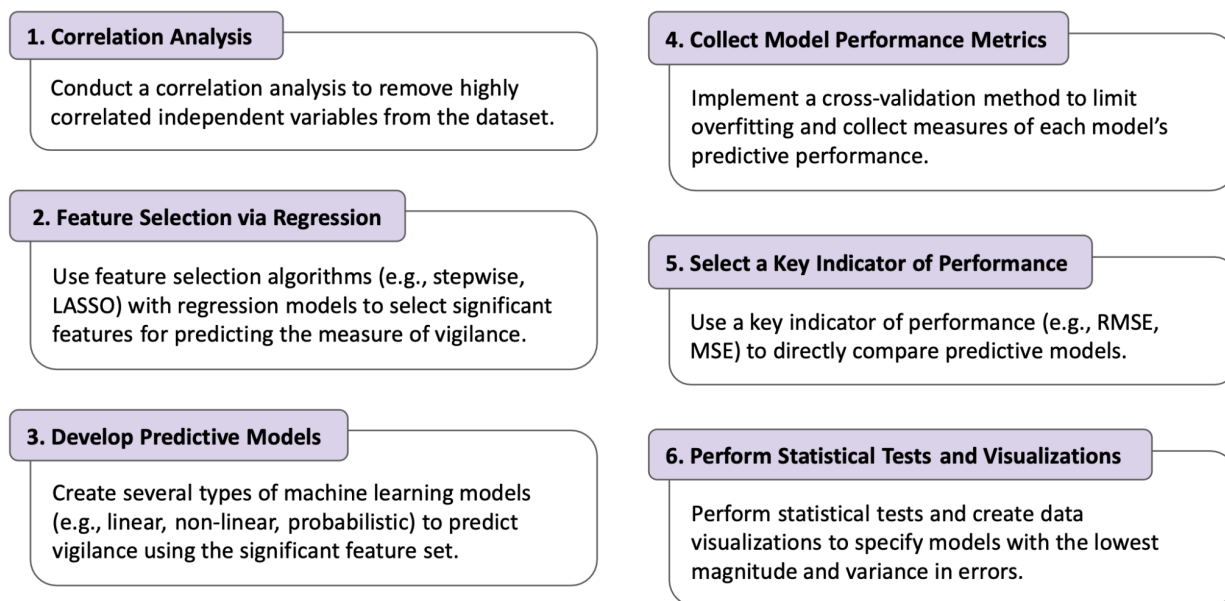 1. Correlation Analysis
Conduct a correlation analysis to remove highly
correlated independent variables from the dataset.
2. Feature Selection via Regression
Use feature selection algorithms (e.g., stepwise,
LASSO) with regression models to select significant
features for predicting the measure of vigilance.
3. Develop Predictive Models
Create several types of machine learning models
(e.g., linear, non-linear, probabilistic) to predict
vigilance using the significant feature set.
4. Collect Model Performance Metrics
Implement a cross-validation method to limit
overfitting and collect measures of each model’s
predictive performance.
5. Select a Key Indicator of Performance
Use a key indicator of performance (e.g., RMSE,
MSE) to directly compare predictive models.
6. Perform Statistical Tests and Visualizations
Perform statistical tests and create data
visualizations to specify models with the lowest
magnitude and variance in errors.